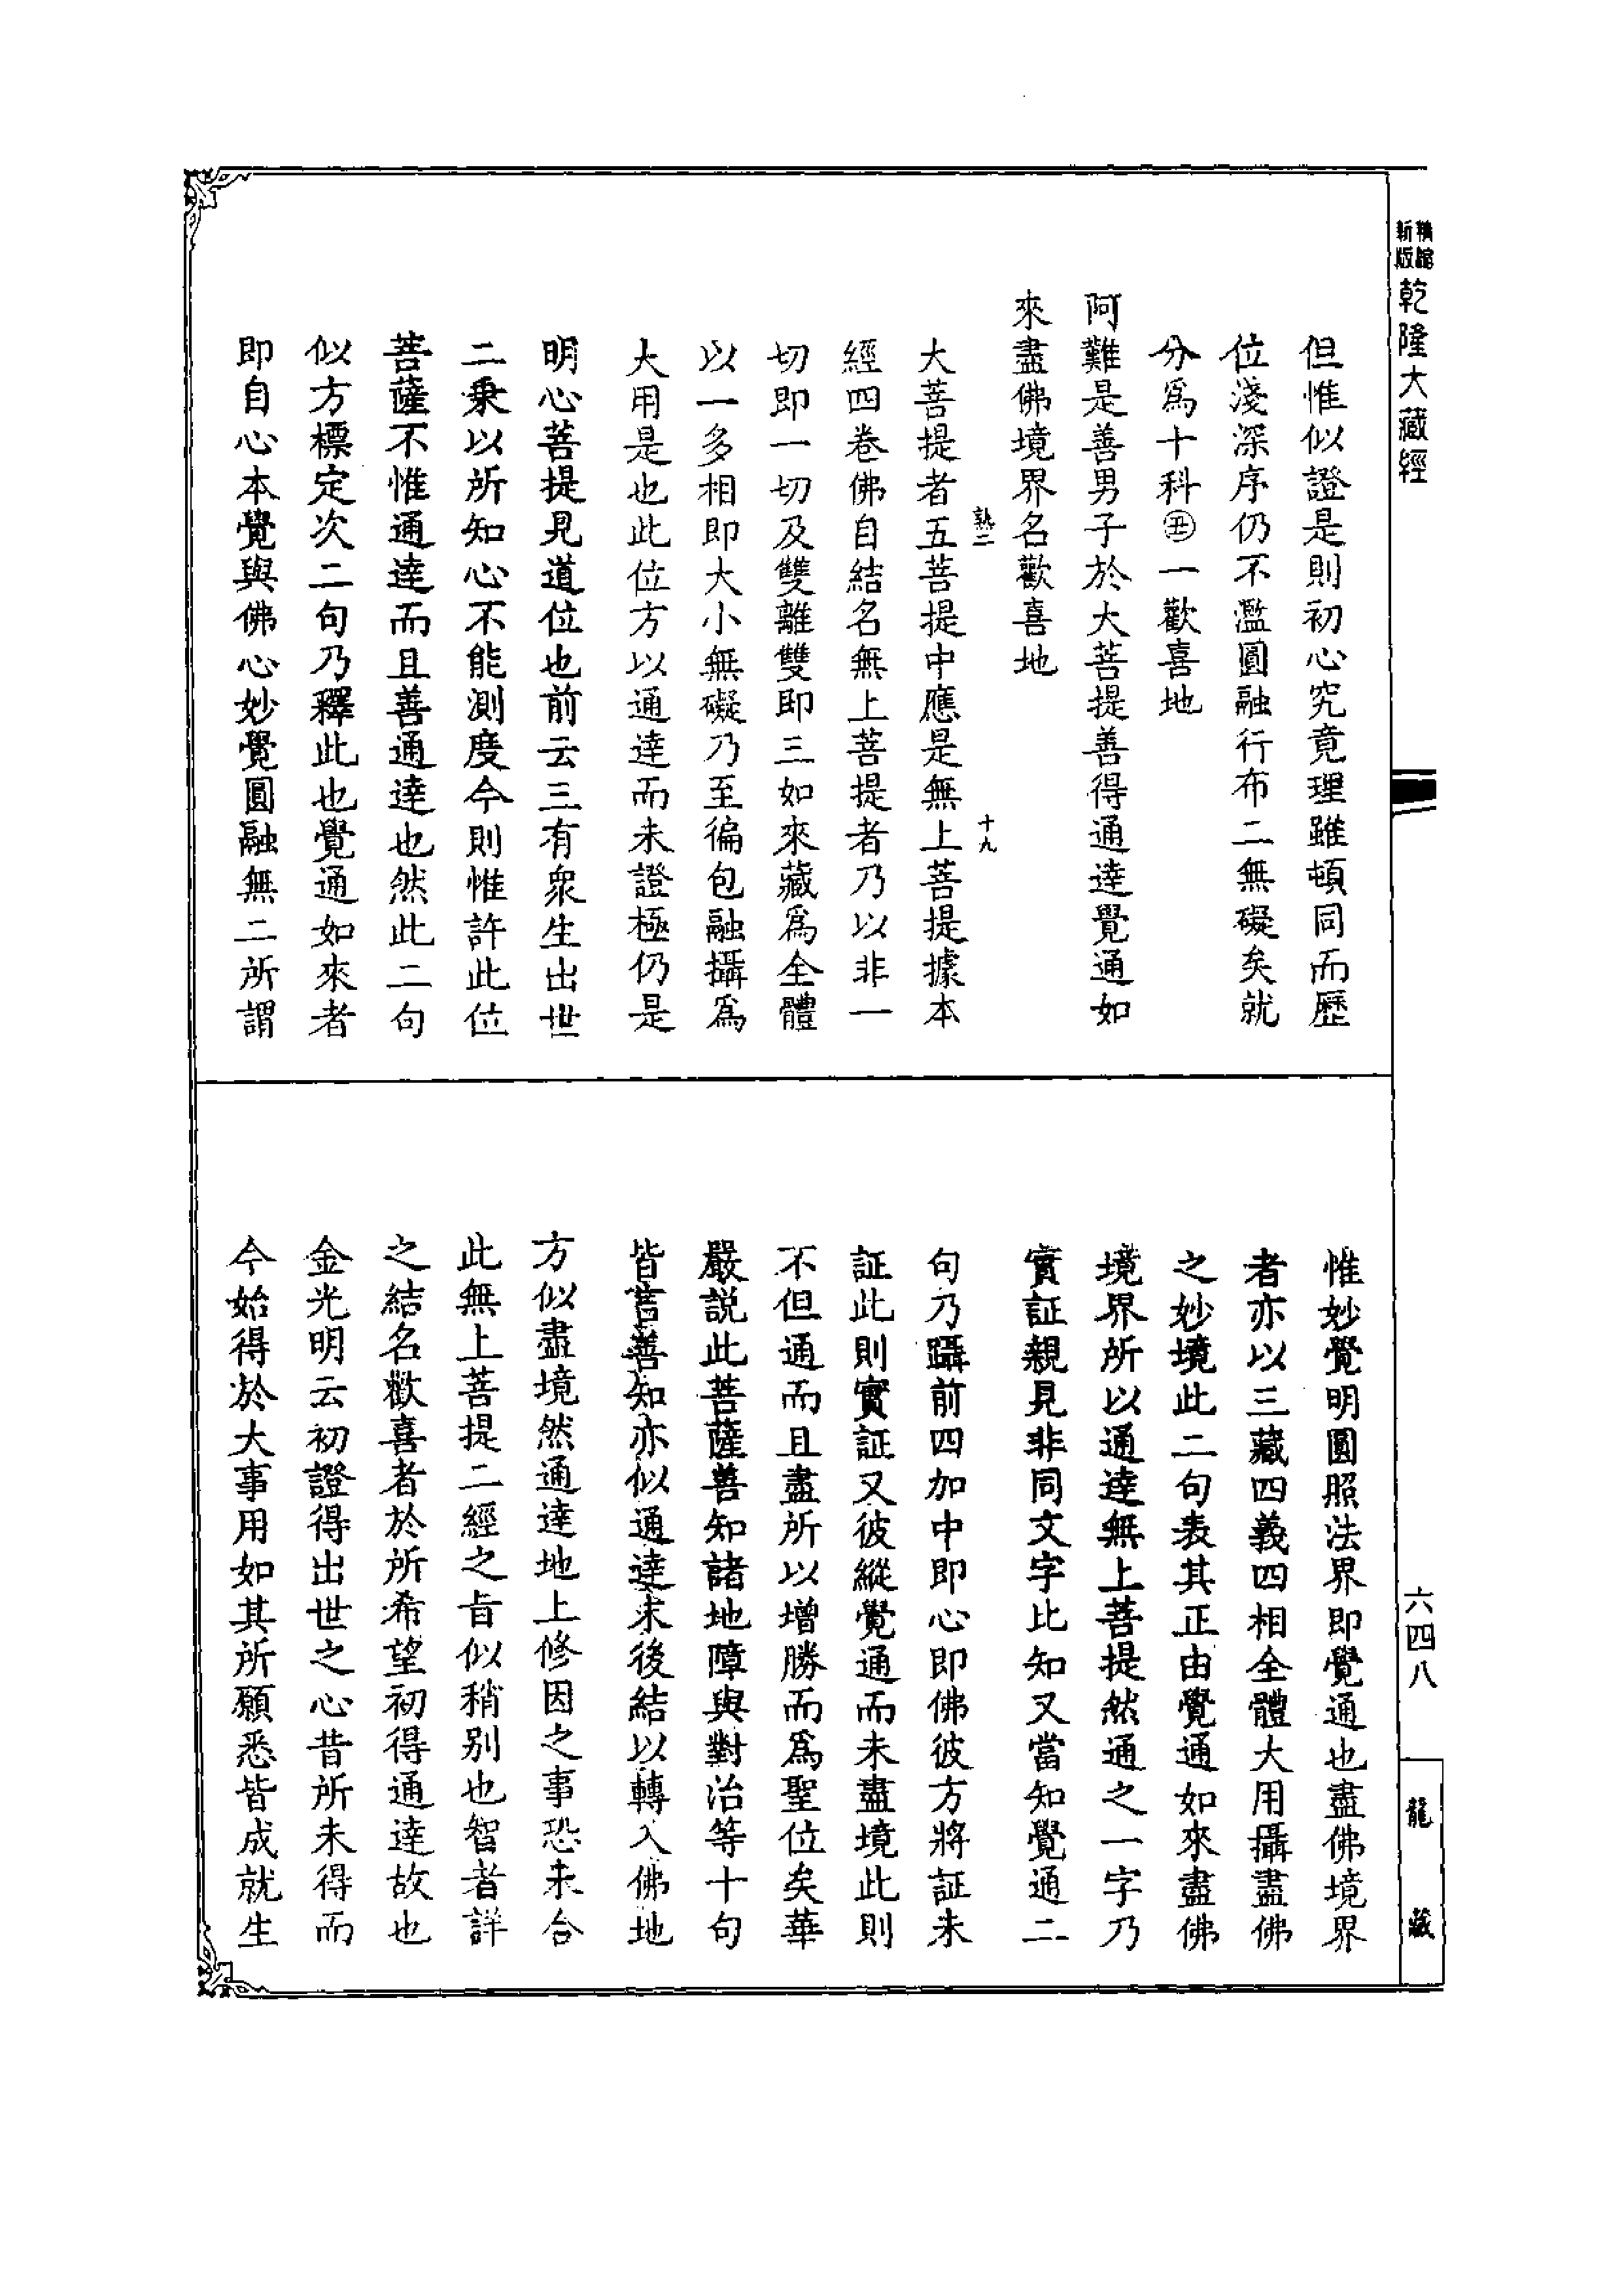 乾隆大藏經
但惟似證是則初心究竟理雖頓同而歷
位淺深序仍不濫圓融行布二無礙矣就
分爲十科㊄一歡喜地
阿難是善男子於大菩提善得通達覺通如
來盡佛境界名歡喜地
大菩提者五菩提中應是無上菩提據本
經四卷佛自結名無上菩提者乃以非一
切即一切及雙離雙即三如來藏爲全體
以一多相即大小無礙乃至徧包融攝爲
大用是也此位方以通達而未證極仍是
明心菩提見道位也前云三有衆生出世
二乘以所知心不能測度今則惟許此位
菩薩不惟通達而且善通達也然此二句
似方標定次二句乃釋此也覺通如來者
即自心本覺與佛心妙覺圓融無二所謂
十九
惟妙覺明圓照法界即覺通也盡佛境界
者亦以三藏四義四相全體大用攝盡佛
之妙境此二句表其正由覺通如來盡佛
境界所以通達無上菩提然通之一字乃
實証親見非同文字比知又當知覺通二
句乃躡前四加中即心即佛彼方將証未
証此則實証又彼縱覺通而未盡境此則
不但通而且盡所以增勝而爲聖位矣華
嚴說此菩薩善知諸地障與對治等十句
皆言善知亦似通達末後結以轉入佛地
方似盡境然通達地上修因之事恐未合
此無上菩提二經之旨似稍别也智者詳
之結名歡喜者於所希望初得通達故也
金光明云初證得出世之心昔所未得而
今始得於大事用如其所願悉皆成就生
六四八
龍藏